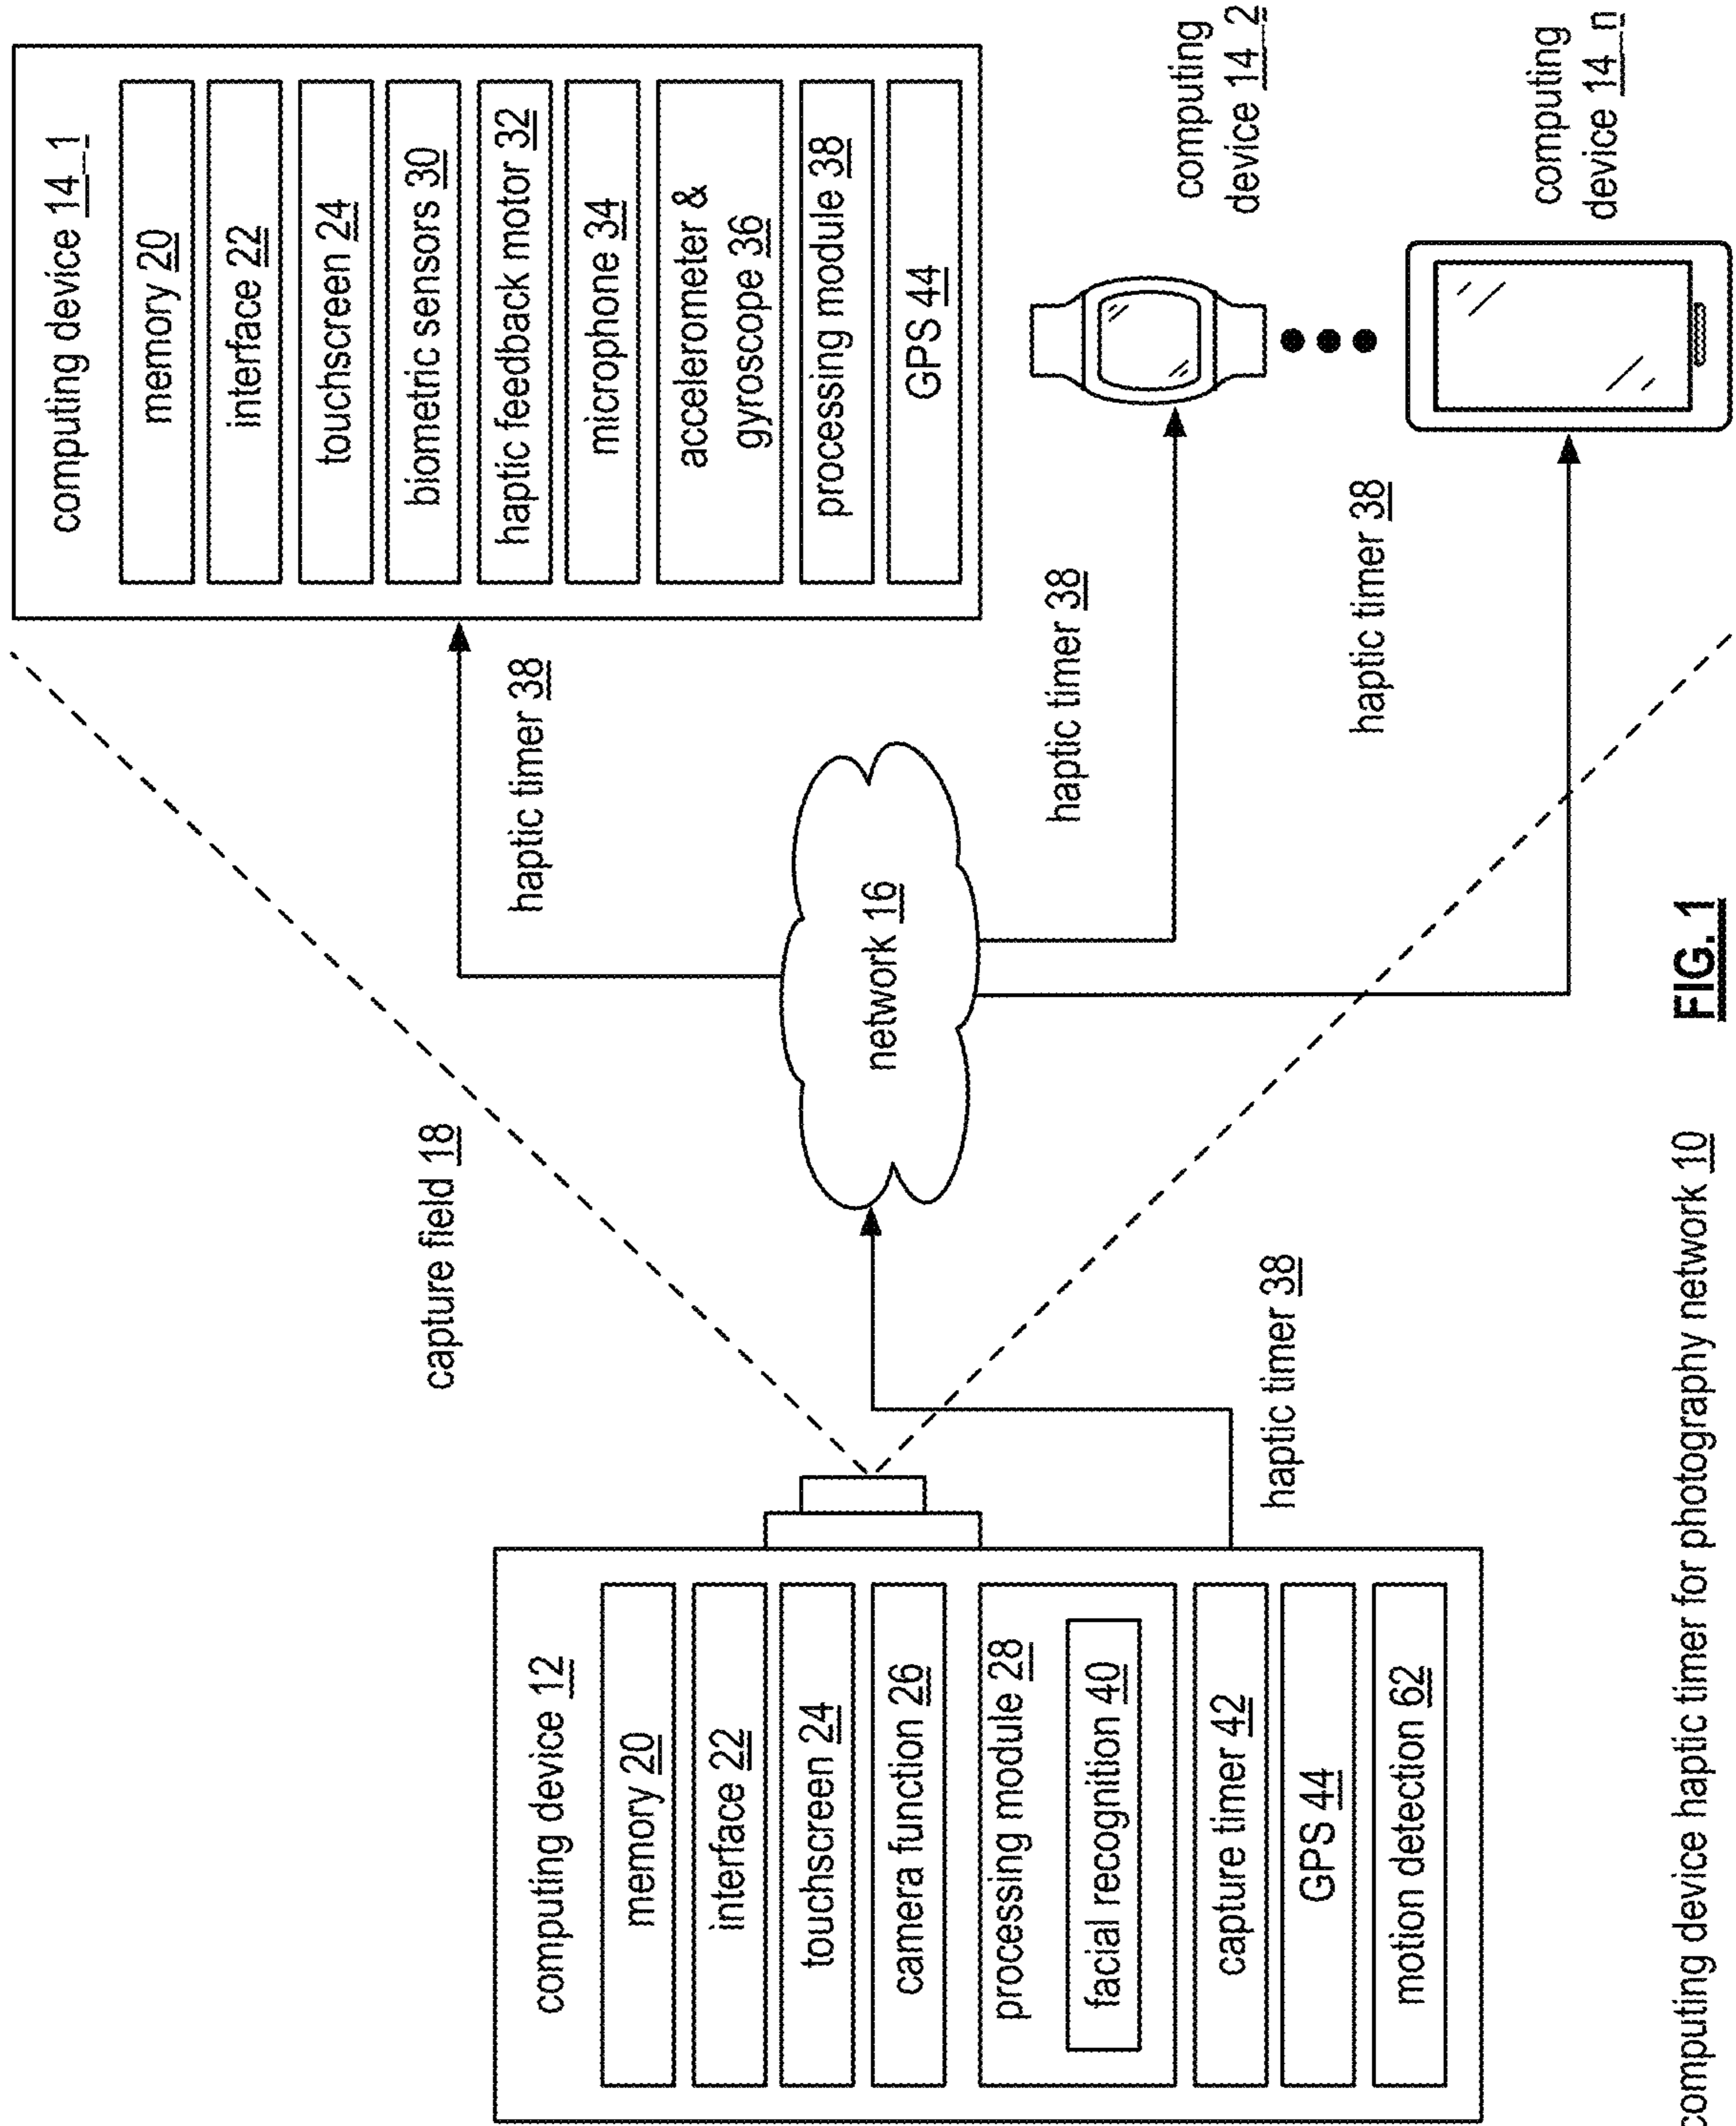 computing device 12
memory 20
interface 22
touchscreen 24
camera function 26
processing module 28
facial recognition 40
capture timer 42
GPS 44
motion detection 62
capture field 18
haptic timer 38
network 16
haptic timer 38
haptic timer 38
haptic timer 38
computing device 14_1
memory 20
interface 22
touchscreen 24
biometric sensors 30
haptic feedback motor 32
microphone 34
accelerometer &
gyroscope 36
processing module 38
GPS 44
computing
device 14_2
computing
device 14_n
computing device haptic timer for photography network 10
FIG. 1